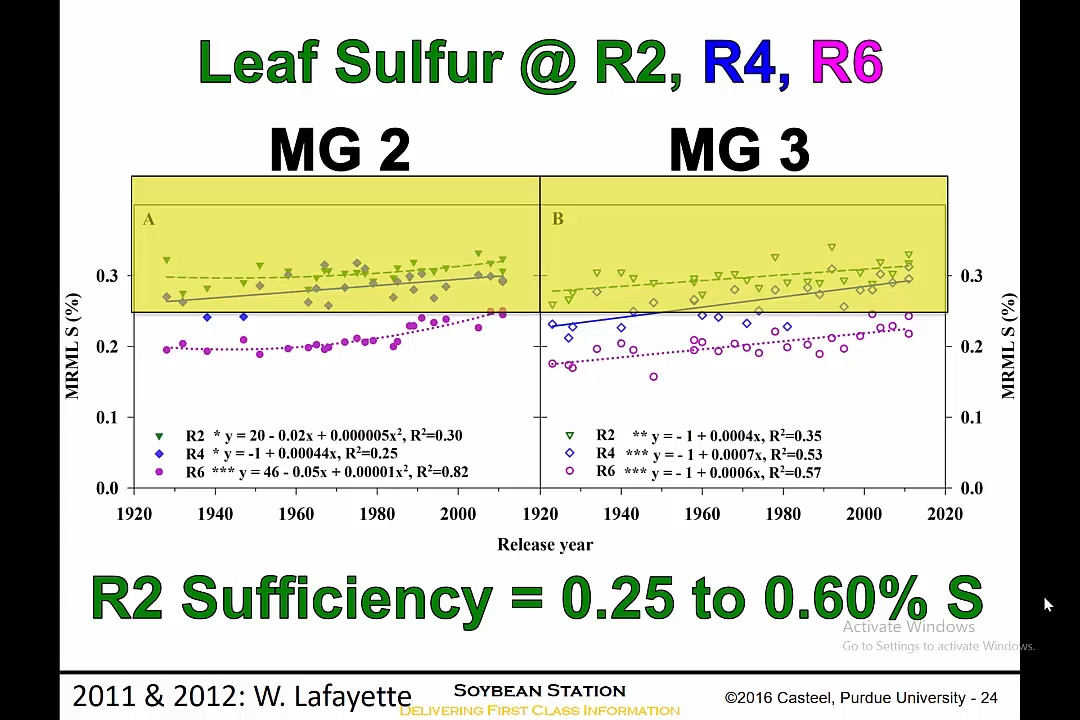 Leaf Sulfur @ R2, R4, R6
MG 2 MG 3
A B
0.3 0.3
0.2 0.2
0.1 0.1
0.0 0.0
MRML S (%) MRML S (%)
R2 * y = 20 - 0.02x + 0.000005x², R²=0.30
R4 * y = -1 + 0.00044x, R²=0.25
R6 *** y = 46 - 0.05x + 0.00001x², R²=0.82
R2 ** y = - 1 + 0.0004x, R²=0.35
R4 *** y = - 1 + 0.0007x, R²=0.53
R6 *** y = - 1 + 0.0006x, R²=0.57
1920 1940 1960 1980 2000 1920 1940 1960 1980 2000 2020
Release year
R2 Sufficiency = 0.25 to 0.60% S
Activate Windows
Go to Settings to activate Windows.
2011 & 2012: W. Lafayette
SOYBEAN STATION
DELIVERING FIRST CLASS INFORMATION
©2016 Casteel, Purdue University - 24